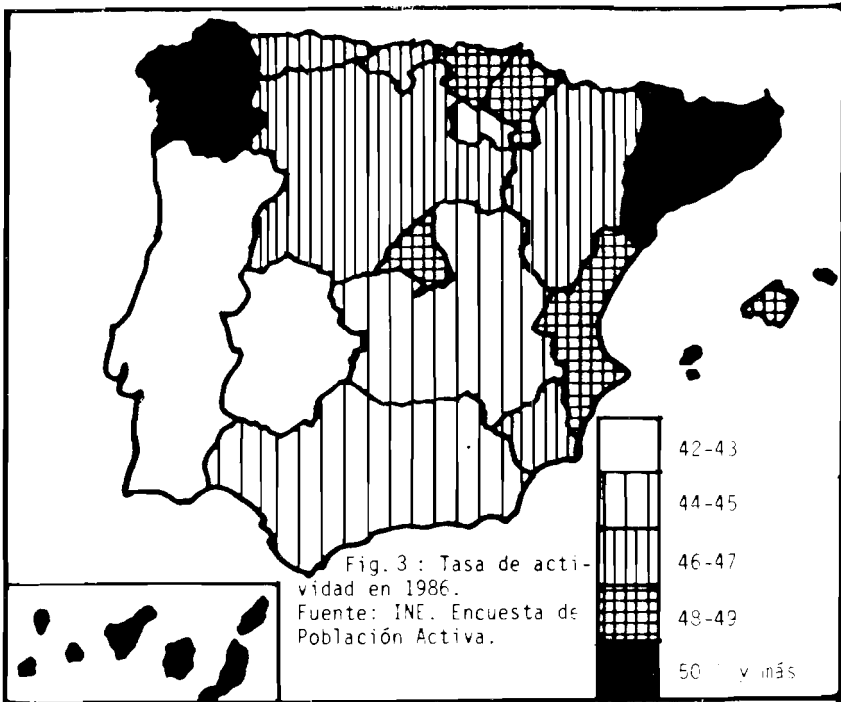 42-43
44-45
46-47
48-49
50 y más
Fig. 3 : Tasa de acti-
vidad en 1986.
Fuente: INE. Encuesta de
Población Activa.